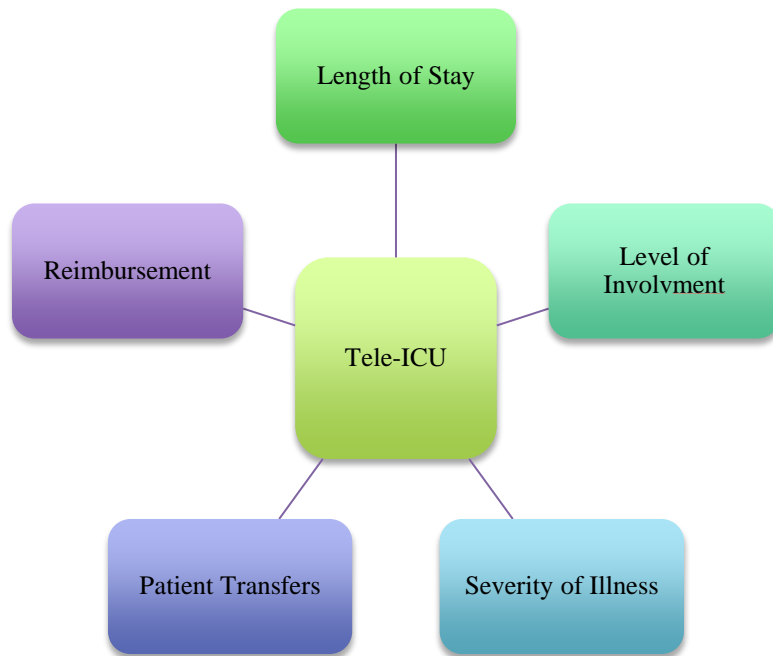 Length of Stay
Reimbursement
Level of
Involvment
Tele-ICU
Patient Transfers
Severity of Illness